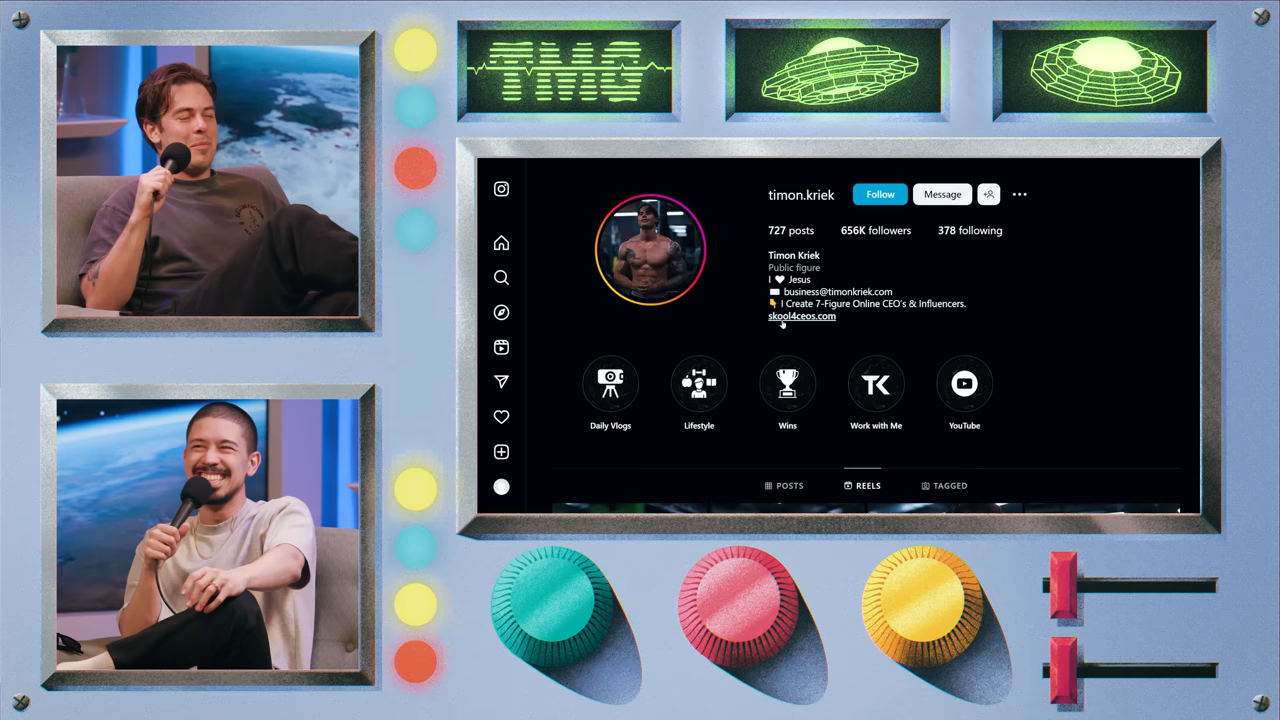 TMG
timon.kriek Follow Message
727 posts 656K followers 378 following
Timon Kriek
Public figure
I 🖤 Jesus
✉️ business@timonkriek.com
👇 I Create 7-Figure Online CEO's & Influencers.
skool4ceos.com
TK
Daily Vlogs Lifestyle Wins Work with Me YouTube
POSTS REELS TAGGED